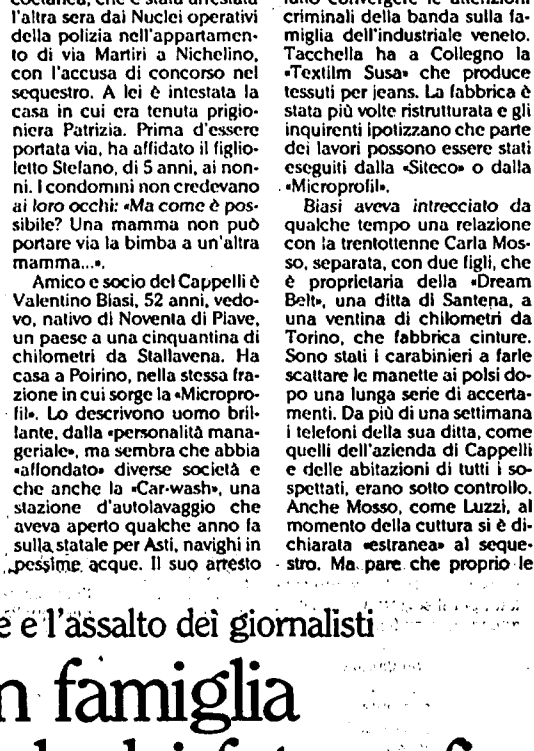 coetanea, che è stata arrestata
l'altra sera dai Nuclei operativi
della polizia nell'appartamen-
to di via Martiri a Nichelino,
con l'accusa di concorso nel
sequestro. A lei è intestata la
casa in cui era tenuta prigio-
niera Patrizia. Prima d'essere
portata via, ha affidato il figlio-
letto Stefano, di 5 anni, ai non-
ni. I condomini non credevano
ai loro occhi: «Ma come è pos-
sibile? Una mamma non può
portare via la bimba a un'altra
mamma...».
Amico e socio del Cappelli è
Valentino Biasi, 52 anni, vedo-
vo, nativo di Noventa di Piave,
un paese a una cinquantina di
chilometri da Stallavena. Ha
casa a Poirino, nella stessa fra-
zione in cui sorge la «Micropro-
fil». Lo descrivono uomo bril-
lante, dalla «personalità mana-
geriale», ma sembra che abbia
«affondato» diverse società e
che anche la «Car-wash», una
stazione d'autolavaggio che
aveva aperto qualche anno fa
sulla statale per Asti, navighi in
pessime acque. Il suo arresto
fatto convergere le attenzioni
criminali della banda sulla fa-
miglia dell'industriale veneto.
Tacchella ha a Collegno la
«Textilm Susa» che produce
tessuti per jeans. La fabbrica è
stata più volte ristrutturata e gli
inquirenti ipotizzano che parte
dei lavori possono essere stati
eseguiti dalla «Siteco» o dalla
«Microprofil».
Biasi aveva intrecciato da
qualche tempo una relazione
con la trentottenne Carla Mos-
so, separata, con due figli, che
è proprietaria della «Dream
Belt», una ditta di Santena, a
una ventina di chilometri da
Torino, che fabbrica cinture.
Sono stati i carabinieri a farle
scattare le manette ai polsi do-
po una lunga serie di accerta-
menti. Da più di una settimana
i telefoni della sua ditta, come
quelli dell'azienda di Cappelli
e delle abitazioni di tutti i so-
spettati, erano sotto controllo.
Anche Mosso, come Luzzi, al
momento della cuttura si è di-
chiarata «estranea» al seque-
stro. Ma pare che proprio le
e e l'assalto dei giornalisti
n famiglia